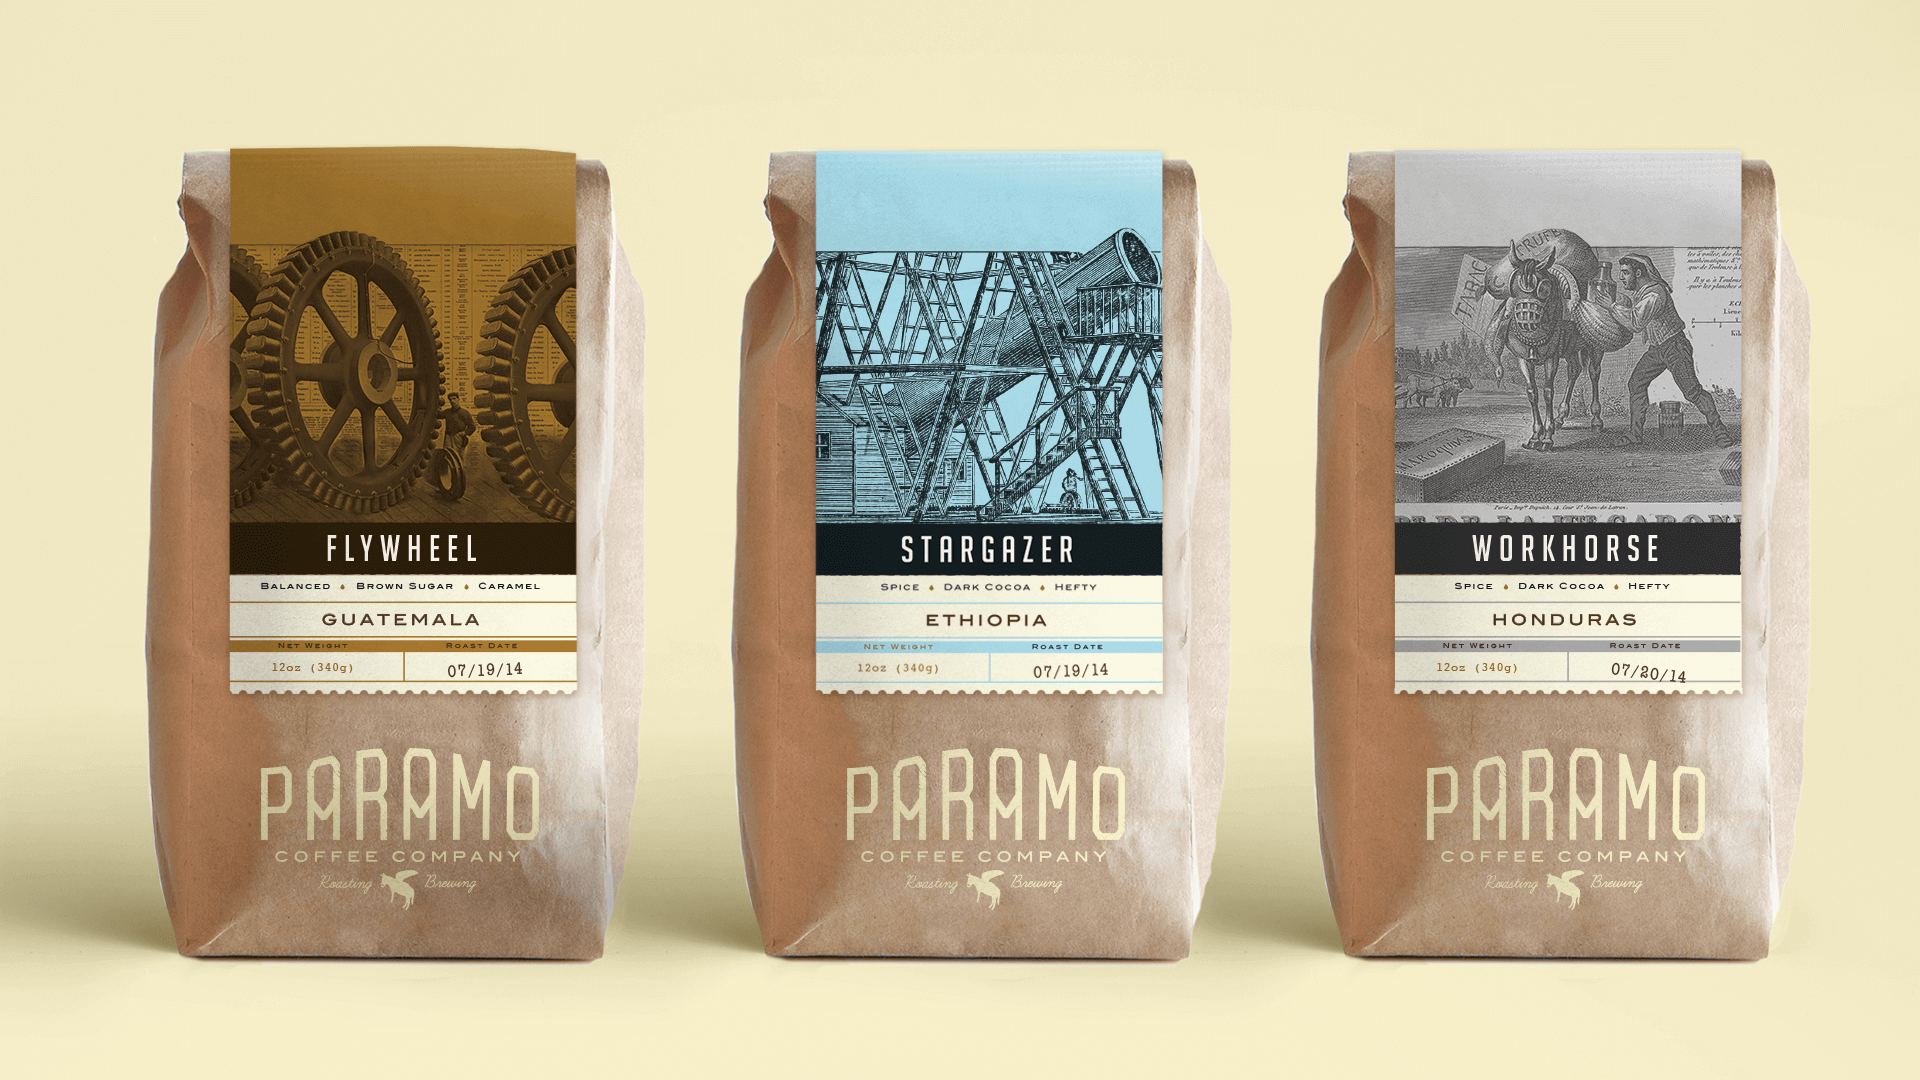 FLYWHEEL
BALANCED ♦ BROWN SUGAR ♦ CARAMEL
GUATEMALA
NET WEIGHT ROAST DATE
12oz (340g) 07/19/14
PARAMO
COFFEE COMPANY
Roasting Brewing
STARGAZER
SPICE ♦ DARK COCOA ♦ HEFTY
ETHIOPIA
NET WEIGHT ROAST DATE
12oz (340g) 07/19/14
PARAMO
COFFEE COMPANY
Roasting Brewing
CRUFE
TABAC
MAROQUINS
WORKHORSE
SPICE ♦ DARK COCOA ♦ HEFTY
HONDURAS
NET WEIGHT ROAST DATE
12oz (340g) 07/20/14
PARAMO
COFFEE COMPANY
Roasting Brewing